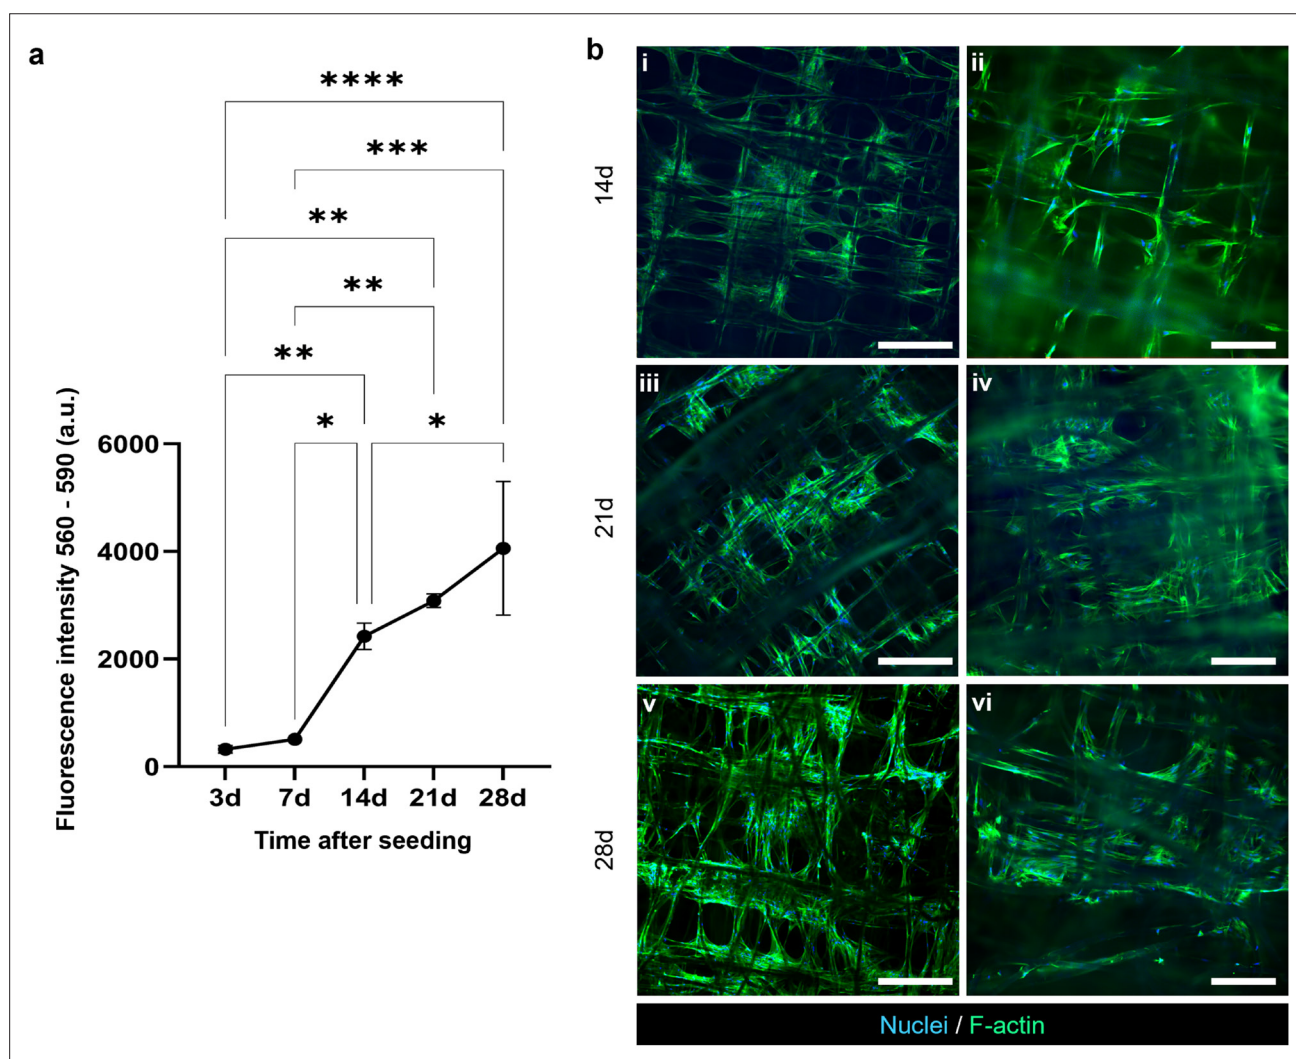 a
****
***
**
**
**
*
*
Fluorescence intensity 560 - 590 (a.u.)
6000
4000
2000
0
3d 7d 14d 21d 28d
Time after seeding
b
i
ii
14d
iii
iv
21d
v
vi
28d
Nuclei / F-actin